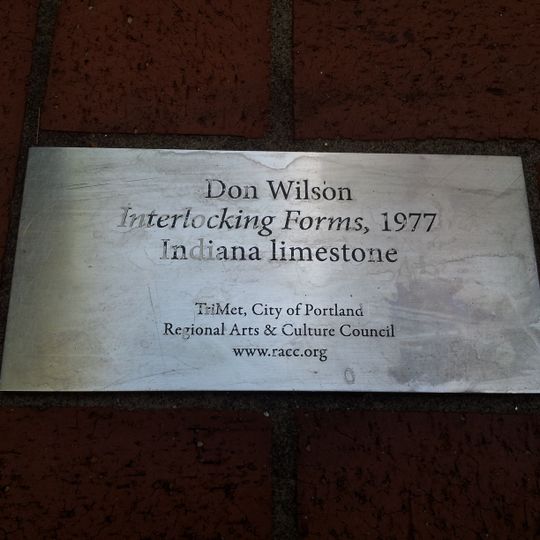 Don Wilson
Interlocking Forms, 1977
Indiana limestone
TriMet, City of Portland
Regional Arts & Culture Council
www.racc.org